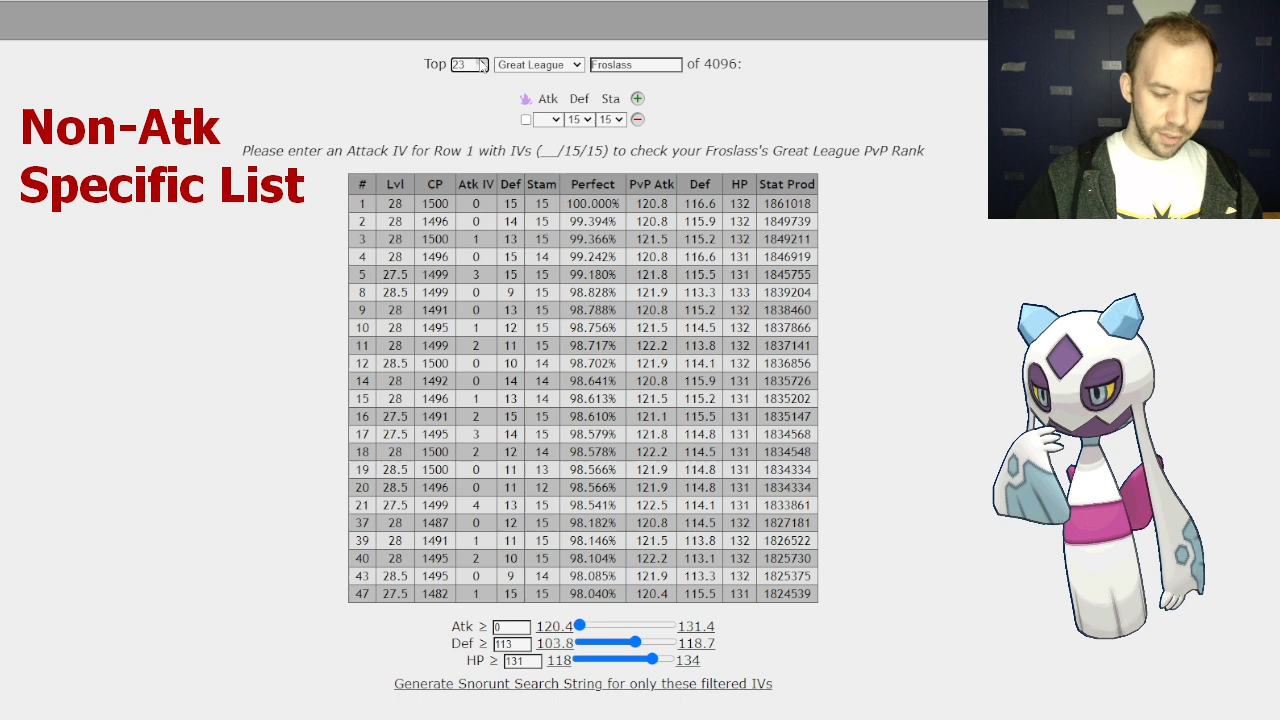 Top 23 Great League Froslass of 4096:
Atk Def Sta
15 15
Non-Atk
Specific List
Please enter an Attack IV for Row 1 with IVs (__/15/15) to check your Froslass's Great League PvP Rank
# Lvl CP Atk IV Def Stam Perfect PvP Atk Def HP Stat Prod
1 28 1500 0 15 15 100.000% 120.8 116.6 132 1861018
2 28 1496 0 14 15 99.394% 120.8 115.9 132 1849739
3 28 1500 1 13 15 99.366% 121.5 115.2 132 1849211
4 28 1496 0 15 14 99.242% 120.8 116.6 131 1846919
5 27.5 1499 3 15 15 99.180% 121.8 115.5 131 1845755
8 28.5 1499 0 9 15 98.828% 121.9 113.3 133 1839204
9 28 1491 0 13 15 98.788% 120.8 115.2 132 1838460
10 28 1495 1 12 15 98.756% 121.5 114.5 132 1837866
11 28 1499 2 11 15 98.717% 122.2 113.8 132 1837141
12 28.5 1500 0 10 14 98.702% 121.9 114.1 132 1836856
14 28 1492 0 14 14 98.641% 120.8 115.9 131 1835726
15 28 1496 1 13 14 98.613% 121.5 115.2 131 1835202
16 27.5 1491 2 15 15 98.610% 121.1 115.5 131 1835147
17 27.5 1495 3 14 15 98.579% 121.8 114.8 131 1834568
18 28 1500 2 12 14 98.578% 122.2 114.5 131 1834548
19 28.5 1500 0 11 13 98.566% 121.9 114.8 131 1834334
20 28.5 1496 0 11 12 98.566% 121.9 114.8 131 1834334
21 27.5 1499 4 13 15 98.541% 122.5 114.1 131 1833861
37 28 1487 0 12 15 98.182% 120.8 114.5 132 1827181
39 28 1491 1 11 15 98.146% 121.5 113.8 132 1826522
40 28 1495 2 10 15 98.104% 122.2 113.1 132 1825730
43 28.5 1495 0 9 14 98.085% 121.9 113.3 132 1825375
47 27.5 1482 1 15 15 98.040% 120.4 115.5 131 1824539
Atk ≥ 0 120.4 131.4
Def ≥ 113 103.8 118.7
HP ≥ 131 118 134
Generate Snorunt Search String for only these filtered IVs